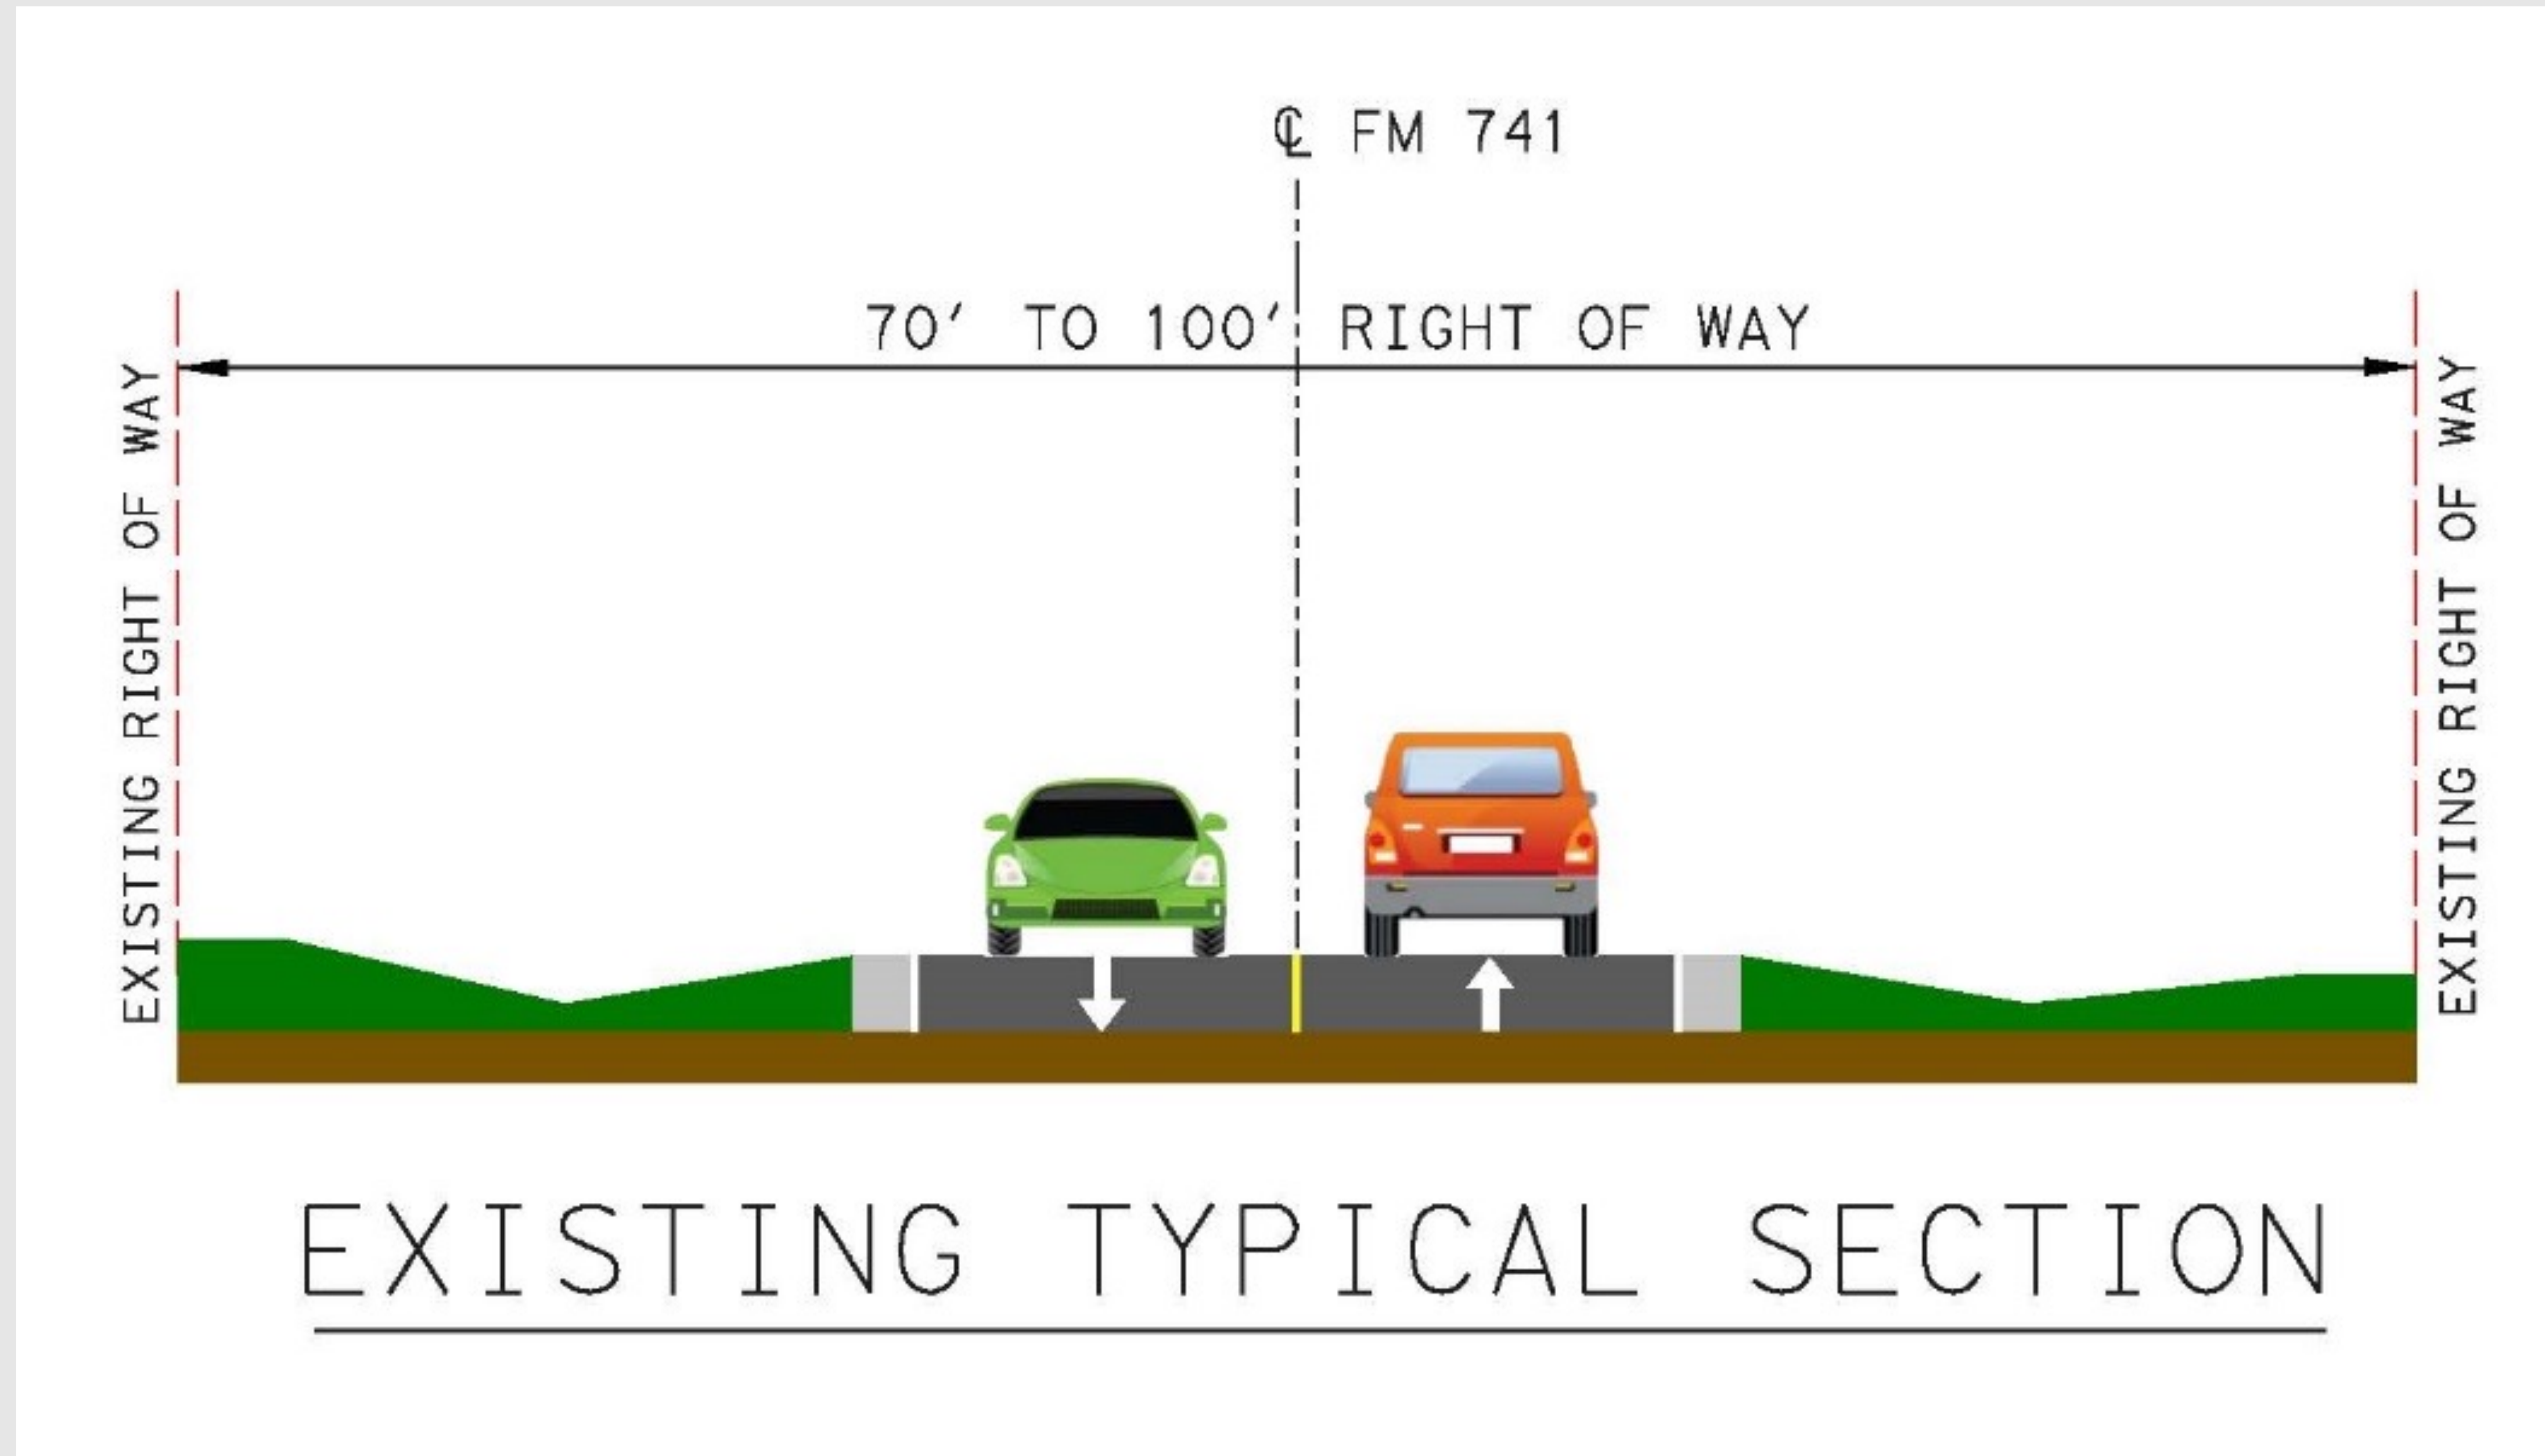 ℄ FM 741
70' TO 100' RIGHT OF WAY
EXISTING RIGHT OF WAY
EXISTING RIGHT OF WAY
EXISTING TYPICAL SECTION